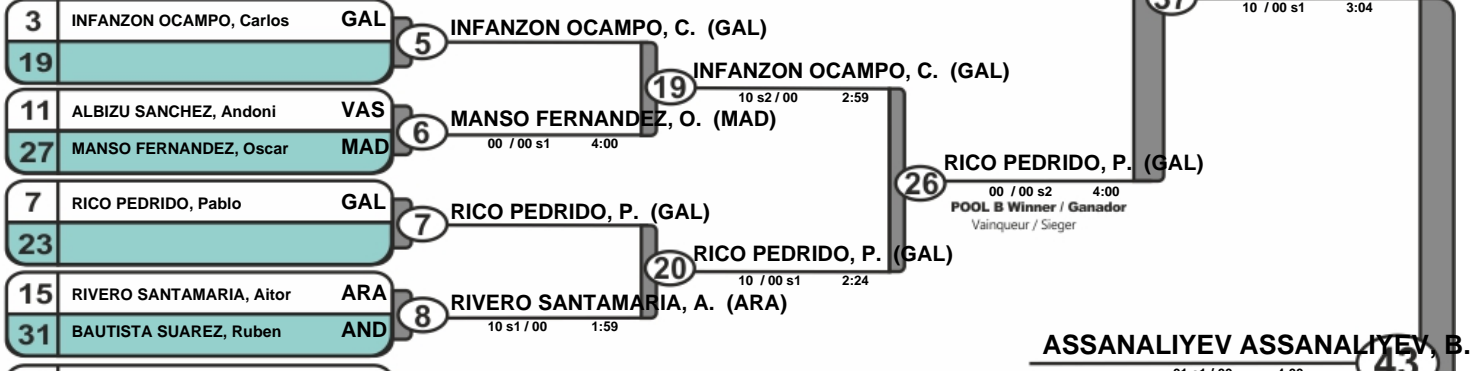 3 INFANZON OCAMPO, Carlos GAL
19
5
INFANZON OCAMPO, C. (GAL)
11 ALBIZU SANCHEZ, Andoni VAS
27 MANSO FERNANDEZ, Oscar MAD
6
MANSO FERNANDEZ, O. (MAD)
00 / 00 s1 4:00
19
INFANZON OCAMPO, C. (GAL)
10 s2 / 00 2:59
7 RICO PEDRIDO, Pablo GAL
23
7
RICO PEDRIDO, P. (GAL)
15 RIVERO SANTAMARIA, Aitor ARA
31 BAUTISTA SUAREZ, Ruben AND
8
RIVERO SANTAMARIA, A. (ARA)
10 s1 / 00 1:59
20
RICO PEDRIDO, P. (GAL)
10 / 00 s1 2:24
26
RICO PEDRIDO, P. (GAL)
00 / 00 s2 4:00
POOL B Winner / Ganador
Vainqueur / Sieger
37
10 / 00 s1 3:04
ASSANALIYEV ASSANALIYEV, B.
43